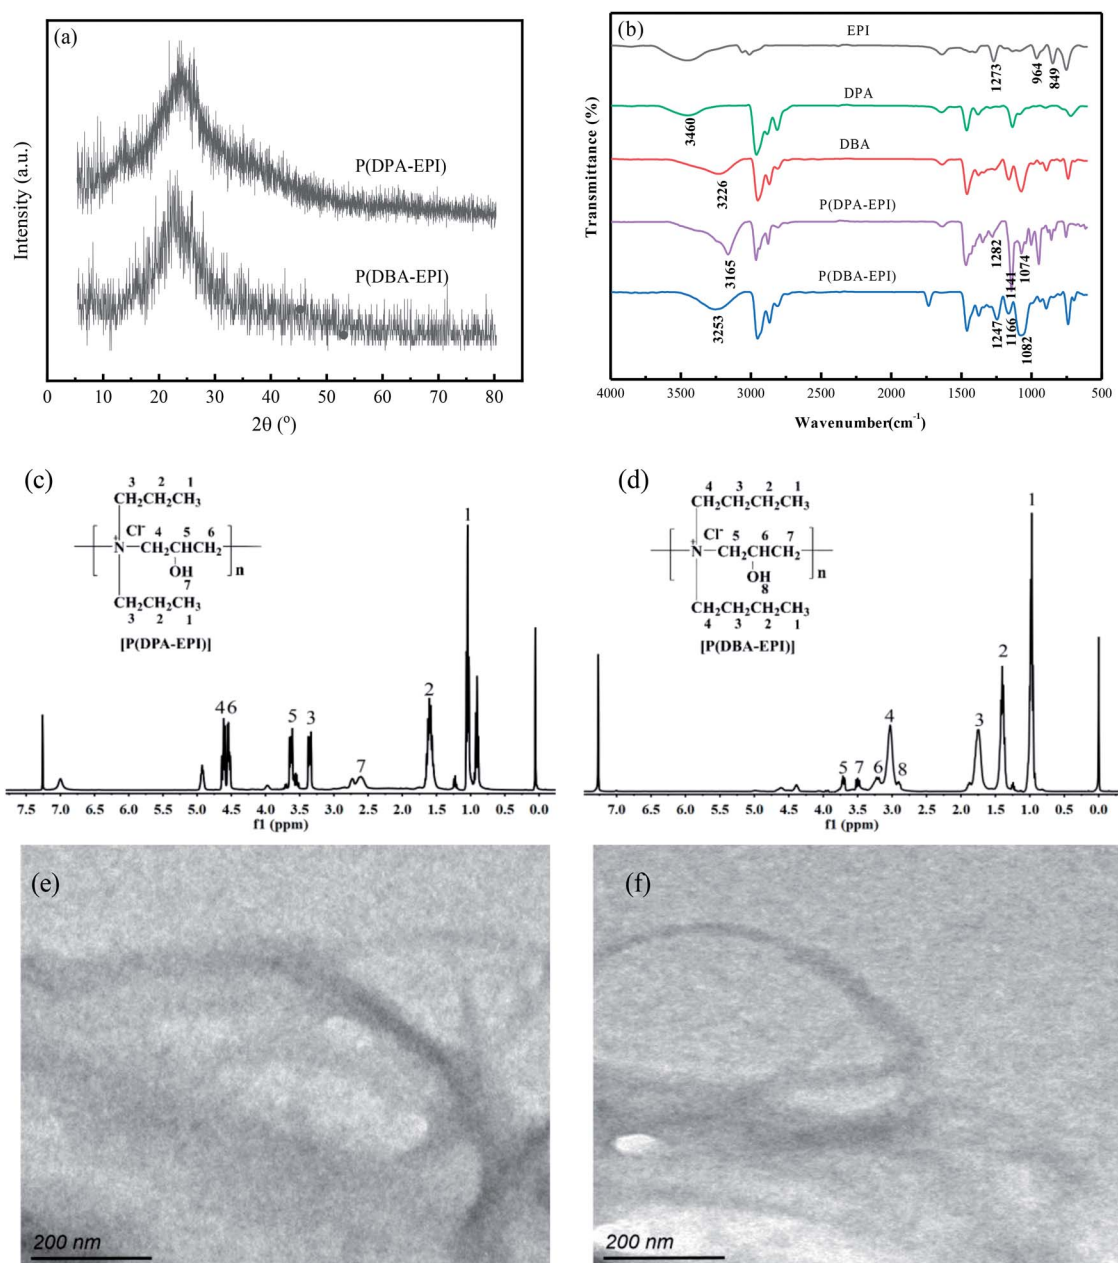 (a)
Intensity (a.u.)
P(DPA-EPI)
P(DBA-EPI)
0 10 20 30 40 50 60 70 80
2θ (°)
(b)
Transmittance (%)
EPI
1273 964 849
DPA
3460
DBA
3226
P(DPA-EPI)
3165 1282 1141 1074
P(DBA-EPI)
3253 1247 1166 1082
4000 3500 3000 2500 2000 1500 1000 500
Wavenumber(cm⁻¹)
(c)
3 2 1
CH₂CH₂CH₃
Cl⁻ 4 5 6
N⁺ CH₂CHCH₂ n
OH
7
CH₂CH₂CH₃
3 2 1
[P(DPA-EPI)]
1
2
4 6 5 3
7
7.5 7.0 6.5 6.0 5.5 5.0 4.5 4.0 3.5 3.0 2.5 2.0 1.5 1.0 0.5 0.0
f1 (ppm)
(d)
4 3 2 1
CH₂CH₂CH₂CH₃
Cl⁻ 5 6 7
N⁺ CH₂CHCH₂ n
OH
8
CH₂CH₂CH₂CH₃
4 3 2 1
[P(DBA-EPI)]
1
2
4 3
5 7 6 8
7.0 6.5 6.0 5.5 5.0 4.5 4.0 3.5 3.0 2.5 2.0 1.5 1.0 0.5 0.0
f1 (ppm)
(e)
200 nm
(f)
200 nm